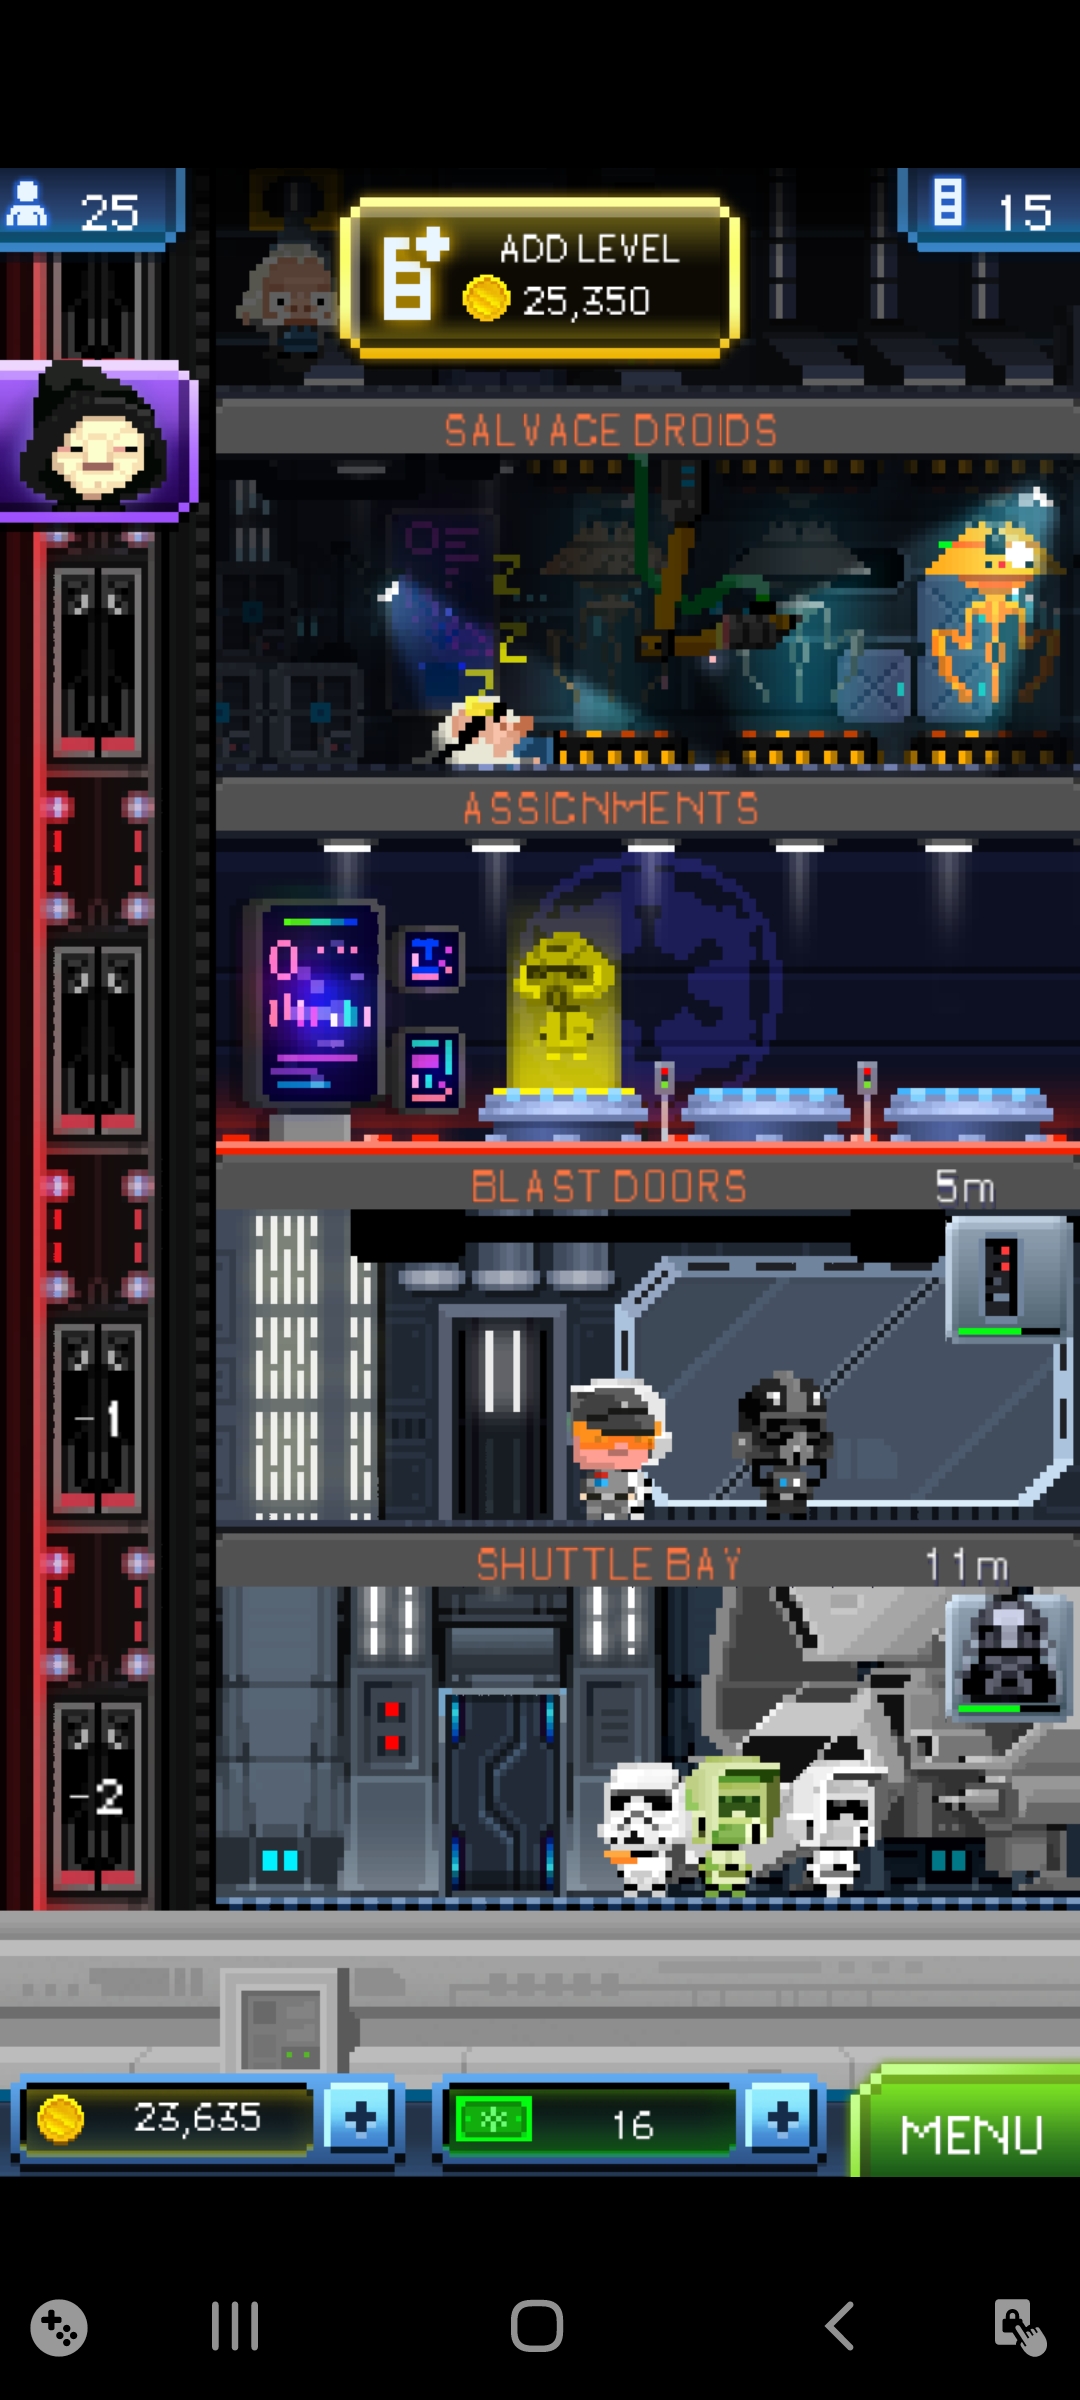 25
ADD LEVEL
25,350
15
SALVAGE DROIDS
Z
Z
Z
ASSIGNMENTS
BLAST DOORS 5m
-1
SHUTTLE BAY 11m
-2
23,635 + 16 + MENU